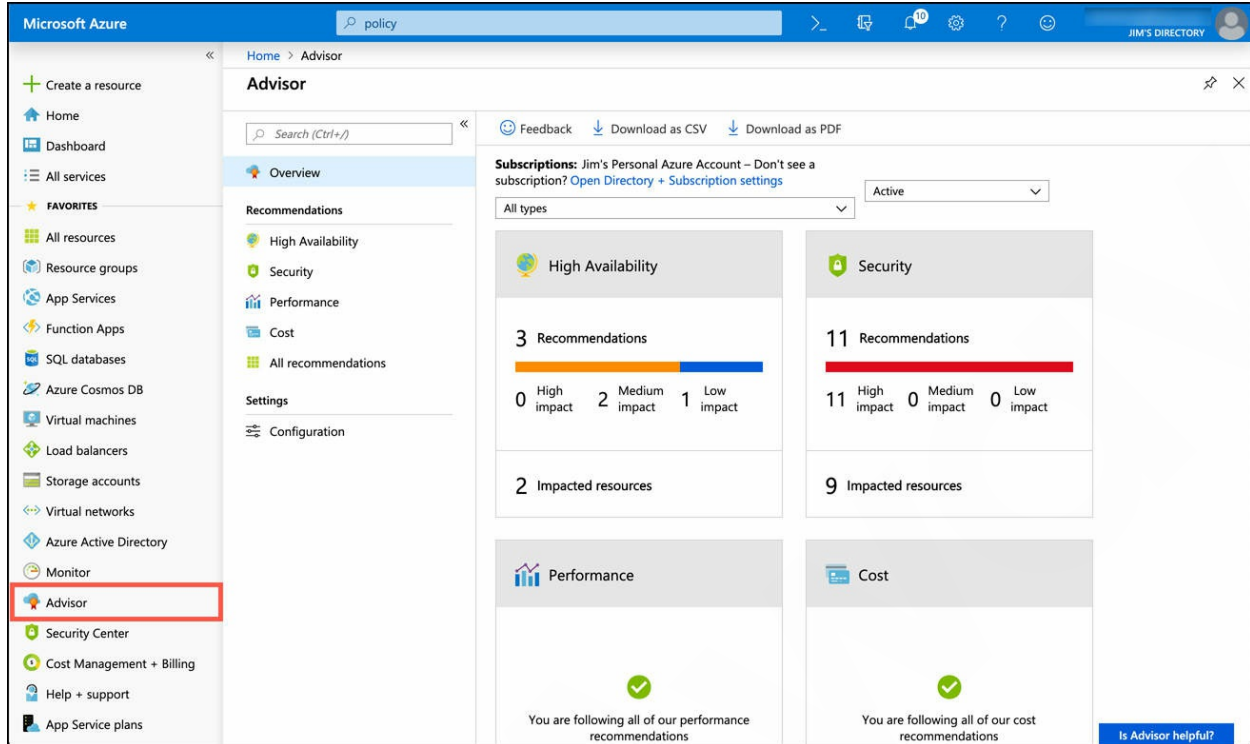 Microsoft Azure
policy
>_
10
?
JIM'S DIRECTORY
«
Create a resource
Home
Dashboard
All services
FAVORITES
All resources
Resource groups
App Services
Function Apps
SQL databases
Azure Cosmos DB
Virtual machines
Load balancers
Storage accounts
Virtual networks
Azure Active Directory
Monitor
Advisor
Security Center
Cost Management + Billing
Help + support
App Service plans
Home > Advisor
Advisor
Search (Ctrl+/)
«
Overview
Recommendations
High Availability
Security
Performance
Cost
All recommendations
Settings
Configuration
Feedback
Download as CSV
Download as PDF
Subscriptions: Jim's Personal Azure Account – Don't see a
subscription? Open Directory + Subscription settings
All types
Active
High Availability
3 Recommendations
0 High impact 2 Medium impact 1 Low impact
2 Impacted resources
Security
11 Recommendations
11 High impact 0 Medium impact 0 Low impact
9 Impacted resources
Performance
You are following all of our performance
recommendations
Cost
You are following all of our cost
recommendations
Is Advisor helpful?